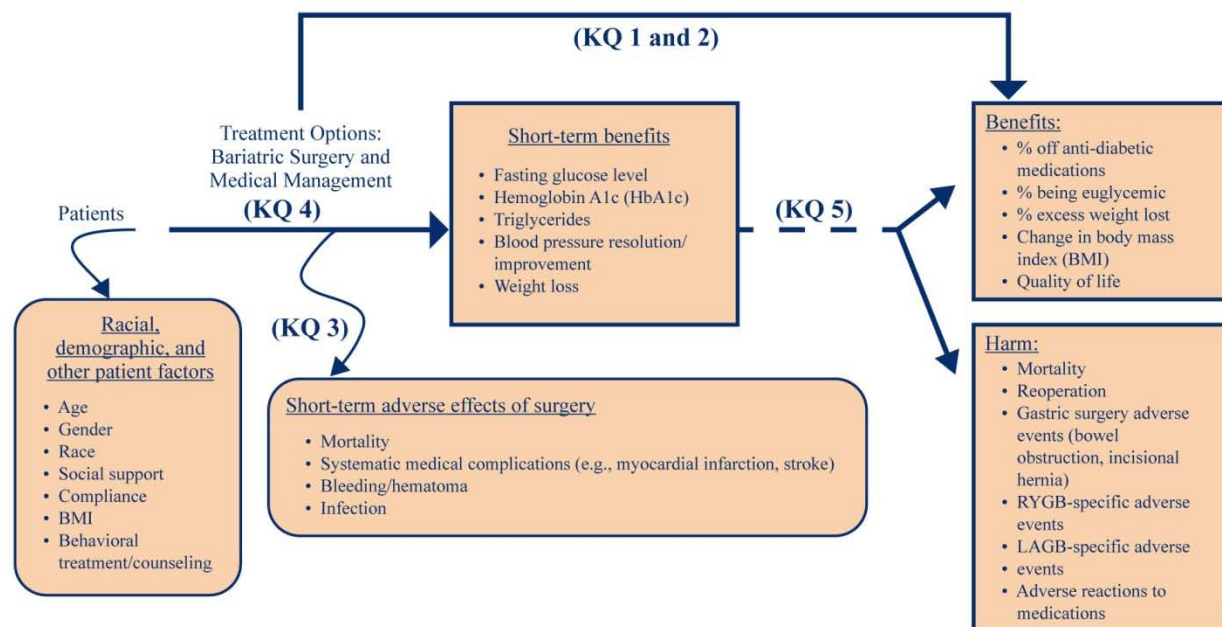 (KQ 1 and 2)
Treatment Options:
Bariatric Surgery and
Medical Management
(KQ 4)
Patients
Racial,
demographic, and
other patient factors
• Age
• Gender
• Race
• Social support
• Compliance
• BMI
• Behavioral
treatment/counseling
(KQ 3)
Short-term benefits
• Fasting glucose level
• Hemoglobin A1c (HbA1c)
• Triglycerides
• Blood pressure resolution/
improvement
• Weight loss
Short-term adverse effects of surgery
• Mortality
• Systematic medical complications (e.g., myocardial infarction, stroke)
• Bleeding/hematoma
• Infection
(KQ 5)
Benefits:
• % off anti-diabetic
medications
• % being euglycemic
• % excess weight lost
• Change in body mass
index (BMI)
• Quality of life
Harm:
• Mortality
• Reoperation
• Gastric surgery adverse
events (bowel
obstruction, incisional
hernia)
• RYGB-specific adverse
events
• LAGB-specific adverse
• events
• Adverse reactions to
medications